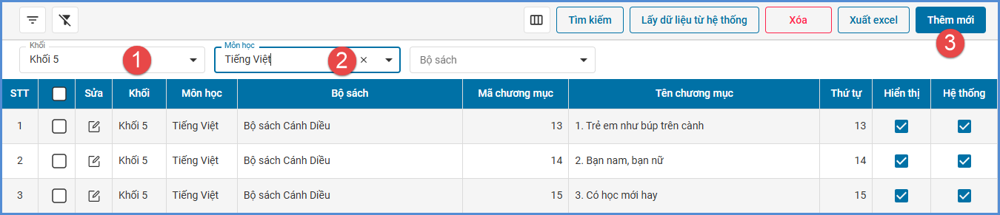 Tìm kiếm Lấy dữ liệu từ hệ thống Xóa Xuất excel Thêm mới
3
Khối Môn học
Khối 5 1 Tiếng Việt 2 Bộ sách
STT Sửa Khối Môn học Bộ sách Mã chương mục Tên chương mục Thứ tự Hiển thị Hệ thống
1 Khối 5 Tiếng Việt Bộ sách Cánh Diều 13 1. Trẻ em như búp trên cành 13
2 Khối 5 Tiếng Việt Bộ sách Cánh Diều 14 2. Bạn nam, bạn nữ 14
3 Khối 5 Tiếng Việt Bộ sách Cánh Diều 15 3. Có học mới hay 15